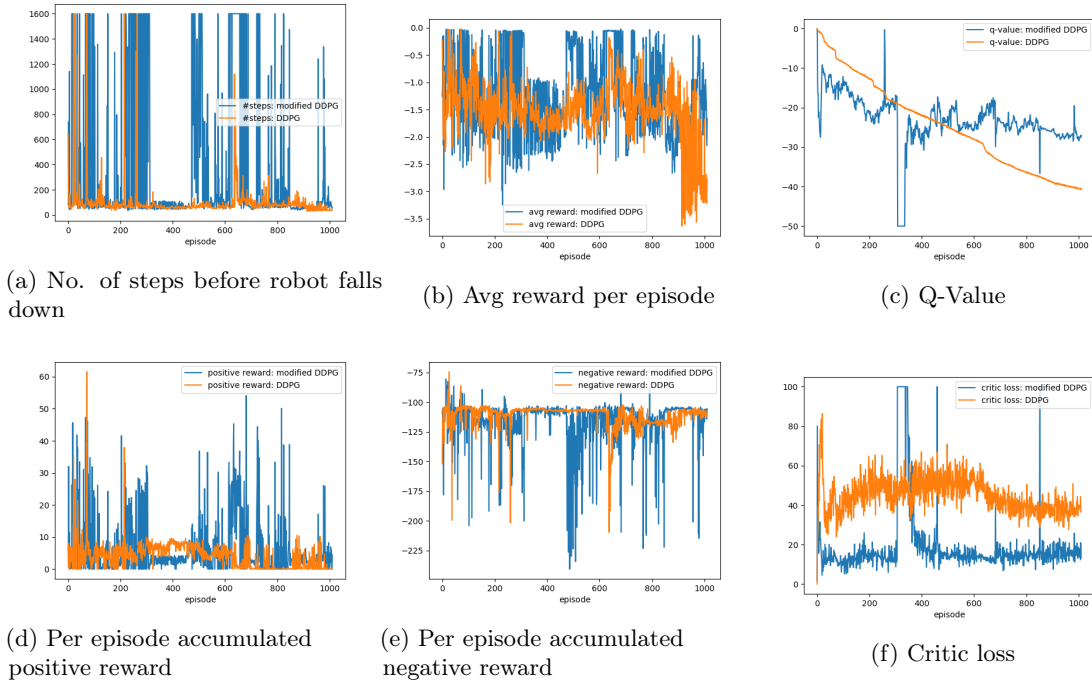 1600
1400
1200
1000
800
600
400
200
0
#steps: modified DDPG
#steps: DDPG
0 200 400 600 800 1000
episode
(a) No. of steps before robot falls
down
0.0
−0.5
−1.0
−1.5
−2.0
−2.5
−3.0
−3.5
avg reward: modified DDPG
avg reward: DDPG
0 200 400 600 800 1000
episode
(b) Avg reward per episode
0
−10
−20
−30
−40
−50
q-value: modified DDPG
q-value: DDPG
0 200 400 600 800 1000
episode
(c) Q-Value
60
50
40
30
20
10
0
positive reward: modified DDPG
positive reward: DDPG
0 200 400 600 800 1000
episode
(d) Per episode accumulated
positive reward
−75
−100
−125
−150
−175
−200
−225
negative reward: modified DDPG
negative reward: DDPG
0 200 400 600 800 1000
episode
(e) Per episode accumulated
negative reward
100
80
60
40
20
0
critic loss: modified DDPG
critic loss: DDPG
0 200 400 600 800 1000
episode
(f) Critic loss